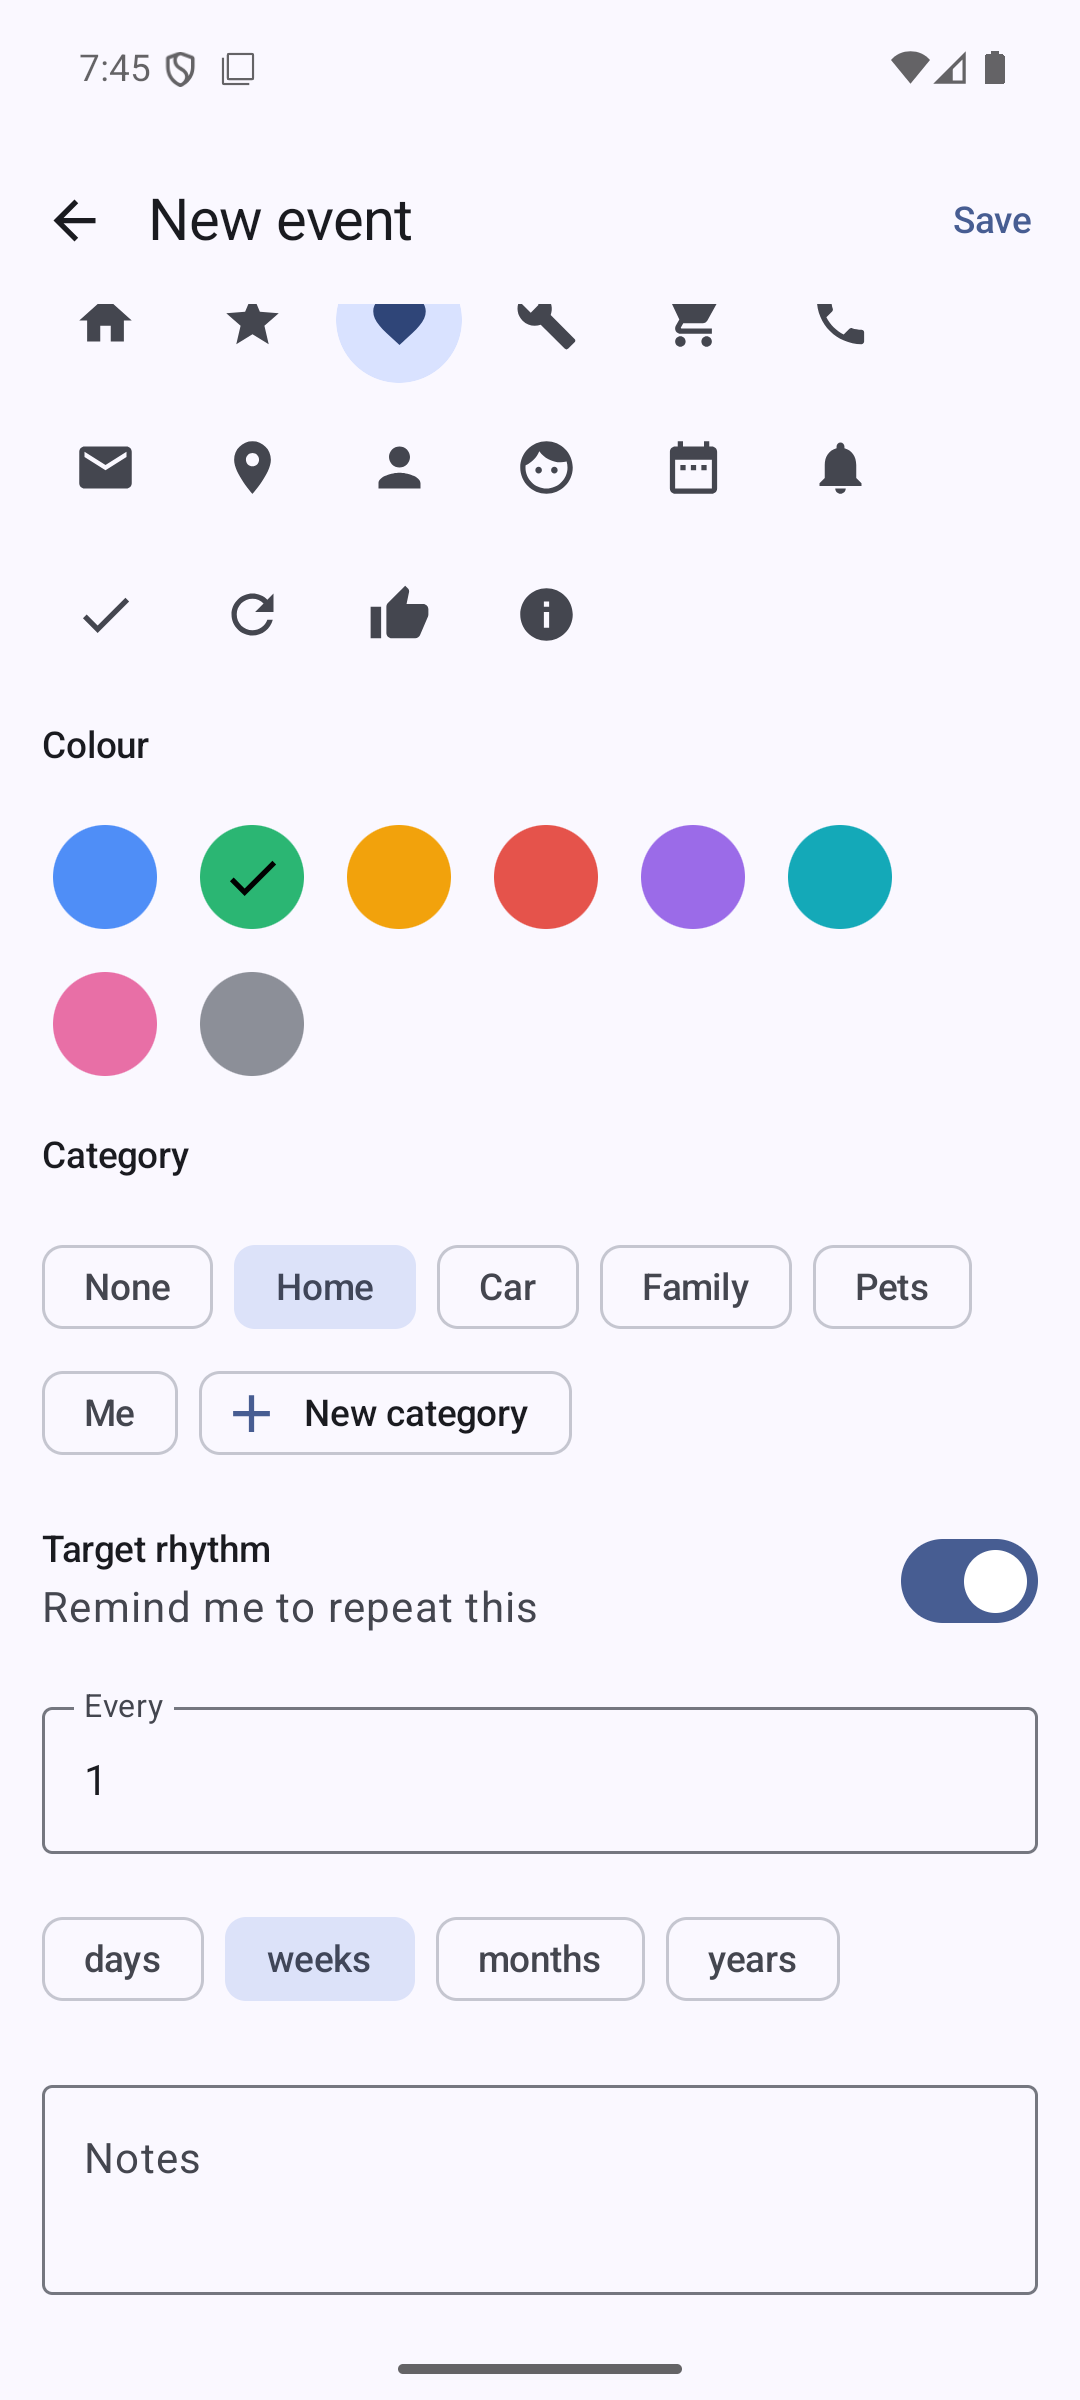 7:45
New event
Save
Colour
Category
None
Home
Car
Family
Pets
Me
New category
Target rhythm
Remind me to repeat this
Every
1
days
weeks
months
years
Notes